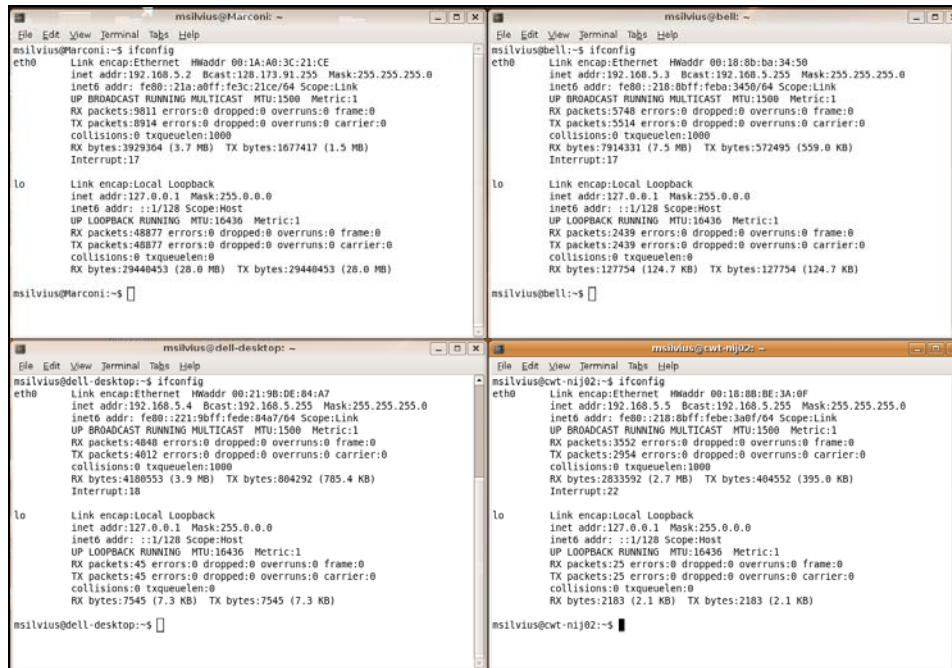 msilvius@Marconi: ~
File Edit View Terminal Tabs Help
msilvius@Marconi:~$ ifconfig
eth0 Link encap:Ethernet HWaddr 00:1A:A0:3C:21:CE
inet addr:192.168.5.2 Bcast:128.173.91.255 Mask:255.255.255.0
inet6 addr: fe80::21a:a0ff:fe3c:21ce/64 Scope:Link
UP BROADCAST RUNNING MULTICAST MTU:1500 Metric:1
RX packets:9811 errors:0 dropped:0 overruns:0 frame:0
TX packets:8914 errors:0 dropped:0 overruns:0 carrier:0
collisions:0 txqueuelen:1000
RX bytes:3929364 (3.7 MB) TX bytes:1677417 (1.5 MB)
Interrupt:17
lo Link encap:Local Loopback
inet addr:127.0.0.1 Mask:255.0.0.0
inet6 addr: ::1/128 Scope:Host
UP LOOPBACK RUNNING MTU:16436 Metric:1
RX packets:48877 errors:0 dropped:0 overruns:0 frame:0
TX packets:48877 errors:0 dropped:0 overruns:0 carrier:0
collisions:0 txqueuelen:0
RX bytes:29440453 (28.0 MB) TX bytes:29440453 (28.0 MB)
msilvius@Marconi:~$
msilvius@bell: ~
File Edit View Terminal Tabs Help
msilvius@bell:~$ ifconfig
eth0 Link encap:Ethernet HWaddr 00:18:8b:ba:34:50
inet addr:192.168.5.3 Bcast:192.168.5.255 Mask:255.255.255.0
inet6 addr: fe80::218:8bff:feba:3450/64 Scope:Link
UP BROADCAST RUNNING MULTICAST MTU:1500 Metric:1
RX packets:5748 errors:0 dropped:0 overruns:0 frame:0
TX packets:5514 errors:0 dropped:0 overruns:0 carrier:0
collisions:0 txqueuelen:1000
RX bytes:7914331 (7.5 MB) TX bytes:572495 (559.0 KB)
Interrupt:17
lo Link encap:Local Loopback
inet addr:127.0.0.1 Mask:255.0.0.0
inet6 addr: ::1/128 Scope:Host
UP LOOPBACK RUNNING MTU:16436 Metric:1
RX packets:2439 errors:0 dropped:0 overruns:0 frame:0
TX packets:2439 errors:0 dropped:0 overruns:0 carrier:0
collisions:0 txqueuelen:0
RX bytes:127754 (124.7 KB) TX bytes:127754 (124.7 KB)
msilvius@bell:~$
msilvius@dell-desktop: ~
File Edit View Terminal Tabs Help
msilvius@dell-desktop:~$ ifconfig
eth0 Link encap:Ethernet HWaddr 00:21:9B:DE:84:A7
inet addr:192.168.5.4 Bcast:192.168.5.255 Mask:255.255.255.0
inet6 addr: fe80::221:9bff:fede:84a7/64 Scope:Link
UP BROADCAST RUNNING MULTICAST MTU:1500 Metric:1
RX packets:4848 errors:0 dropped:0 overruns:0 frame:0
TX packets:4012 errors:0 dropped:0 overruns:0 carrier:0
collisions:0 txqueuelen:1000
RX bytes:4180553 (3.9 MB) TX bytes:804292 (785.4 KB)
Interrupt:18
lo Link encap:Local Loopback
inet addr:127.0.0.1 Mask:255.0.0.0
inet6 addr: ::1/128 Scope:Host
UP LOOPBACK RUNNING MTU:16436 Metric:1
RX packets:45 errors:0 dropped:0 overruns:0 frame:0
TX packets:45 errors:0 dropped:0 overruns:0 carrier:0
collisions:0 txqueuelen:0
RX bytes:7545 (7.3 KB) TX bytes:7545 (7.3 KB)
msilvius@dell-desktop:~$
msilvius@cwt-nij02: ~
File Edit View Terminal Tabs Help
msilvius@cwt-nij02:~$ ifconfig
eth0 Link encap:Ethernet HWaddr 00:18:8B:BE:3A:0F
inet addr:192.168.5.5 Bcast:192.168.5.255 Mask:255.255.255.0
inet6 addr: fe80::218:8bff:febe:3a0f/64 Scope:Link
UP BROADCAST RUNNING MULTICAST MTU:1500 Metric:1
RX packets:3552 errors:0 dropped:0 overruns:0 frame:0
TX packets:2954 errors:0 dropped:0 overruns:0 carrier:0
collisions:0 txqueuelen:1000
RX bytes:2833592 (2.7 MB) TX bytes:404552 (395.0 KB)
Interrupt:22
lo Link encap:Local Loopback
inet addr:127.0.0.1 Mask:255.0.0.0
inet6 addr: ::1/128 Scope:Host
UP LOOPBACK RUNNING MTU:16436 Metric:1
RX packets:25 errors:0 dropped:0 overruns:0 frame:0
TX packets:25 errors:0 dropped:0 overruns:0 carrier:0
collisions:0 txqueuelen:0
RX bytes:2183 (2.1 KB) TX bytes:2183 (2.1 KB)
msilvius@cwt-nij02:~$